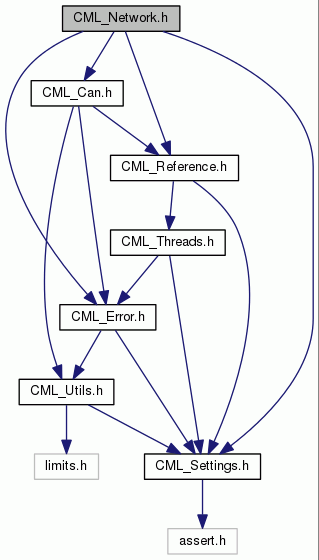 CML_Network.h
CML_Can.h
CML_Reference.h
CML_Threads.h
CML_Error.h
CML_Utils.h
limits.h
CML_Settings.h
assert.h